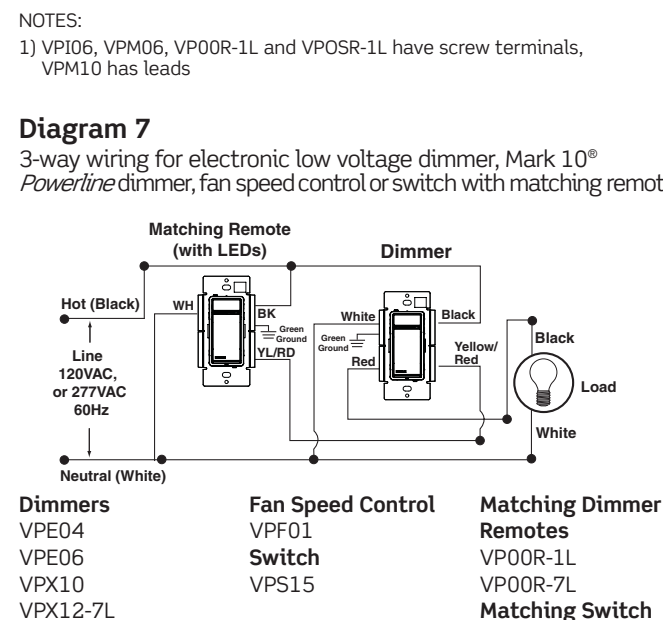 NOTES:
1) VPI06, VPM06, VP00R-1L and VPOSR-1L have screw terminals,
VPM10 has leads
Diagram 7
3-way wiring for electronic low voltage dimmer, Mark 10®
Powerline dimmer, fan speed control or switch with matching remot
Matching Remote
(with LEDs)
Dimmer
Hot (Black)
WH
BK
Green
Ground
YL/RD
White
Green
Ground
Red
Black
Yellow/
Red
Black
Load
White
Line
120VAC,
or 277VAC
60Hz
Neutral (White)
Dimmers
VPE04
VPE06
VPX10
VPX12-7L
Fan Speed Control
VPF01
Switch
VPS15
Matching Dimmer
Remotes
VP00R-1L
VP00R-7L
Matching Switch